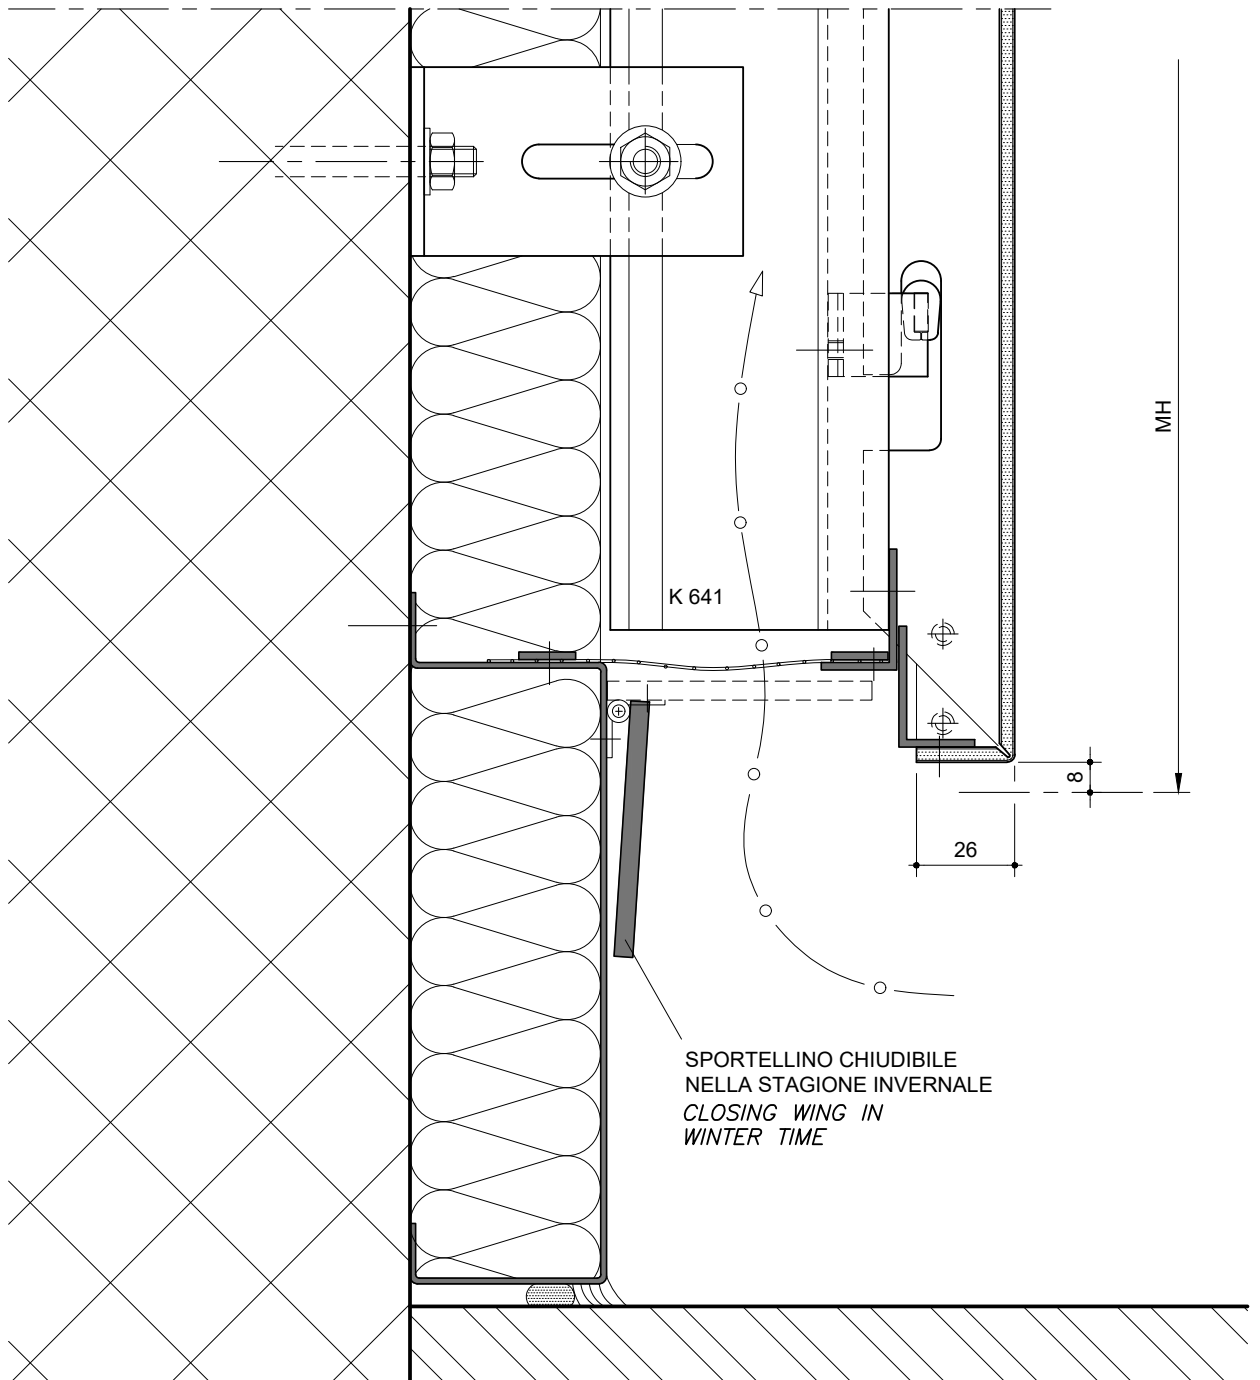 MH
K 641
8
26
SPORTELLINO CHIUDIBILE
NELLA STAGIONE INVERNALE
CLOSING WING IN
WINTER TIME